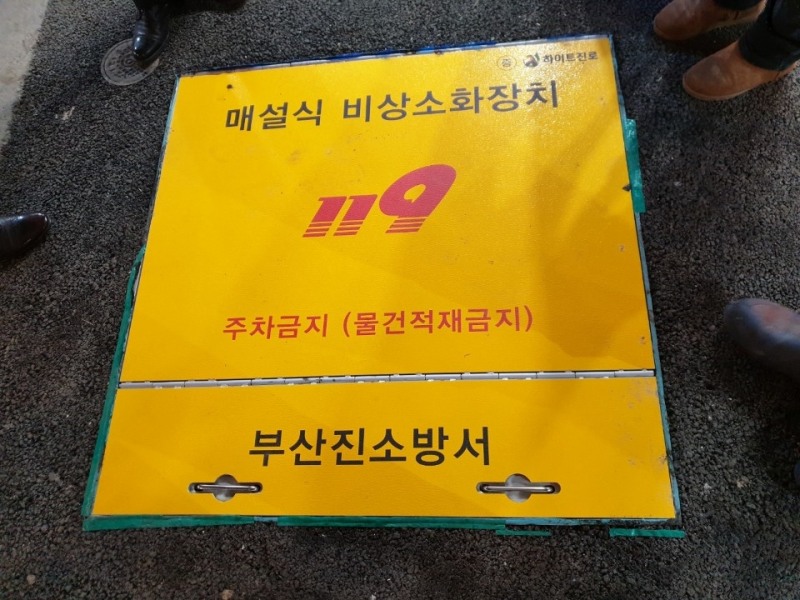 증 하이트진로
매설식 비상소화장치
119
주차금지 (물건적재금지)
부산진소방서